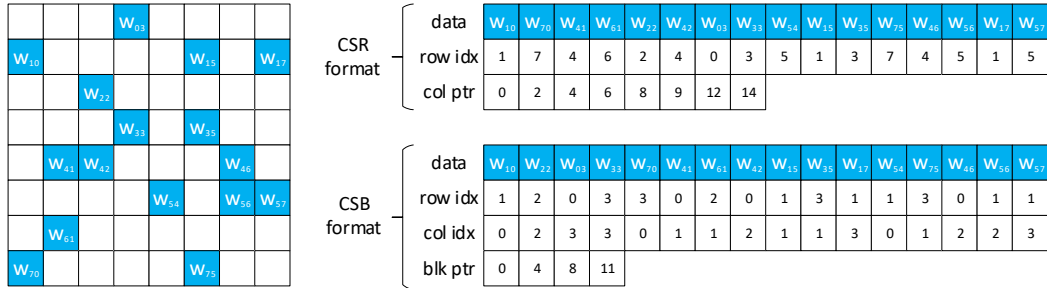 W₀₃
W₁₀ W₁₅ W₁₇
W₂₂
W₃₃ W₃₅
W₄₁ W₄₂ W₄₆
W₅₄ W₅₆ W₅₇
W₆₁
W₇₀ W₇₅
CSR
format
data W₁₀ W₇₀ W₄₁ W₆₁ W₂₂ W₄₂ W₀₃ W₃₃ W₅₄ W₁₅ W₃₅ W₇₅ W₄₆ W₅₆ W₁₇ W₅₇
row idx 1 7 4 6 2 4 0 3 5 1 3 7 4 5 1 5
col ptr 0 2 4 6 8 9 12 14
CSB
format
data W₁₀ W₂₂ W₀₃ W₃₃ W₇₀ W₄₁ W₆₁ W₄₂ W₁₅ W₃₅ W₁₇ W₅₄ W₇₅ W₄₆ W₅₆ W₅₇
row idx 1 2 0 3 3 0 2 0 1 3 1 1 3 0 1 1
col idx 0 2 3 3 0 1 1 2 1 1 3 0 1 2 2 3
blk ptr 0 4 8 11